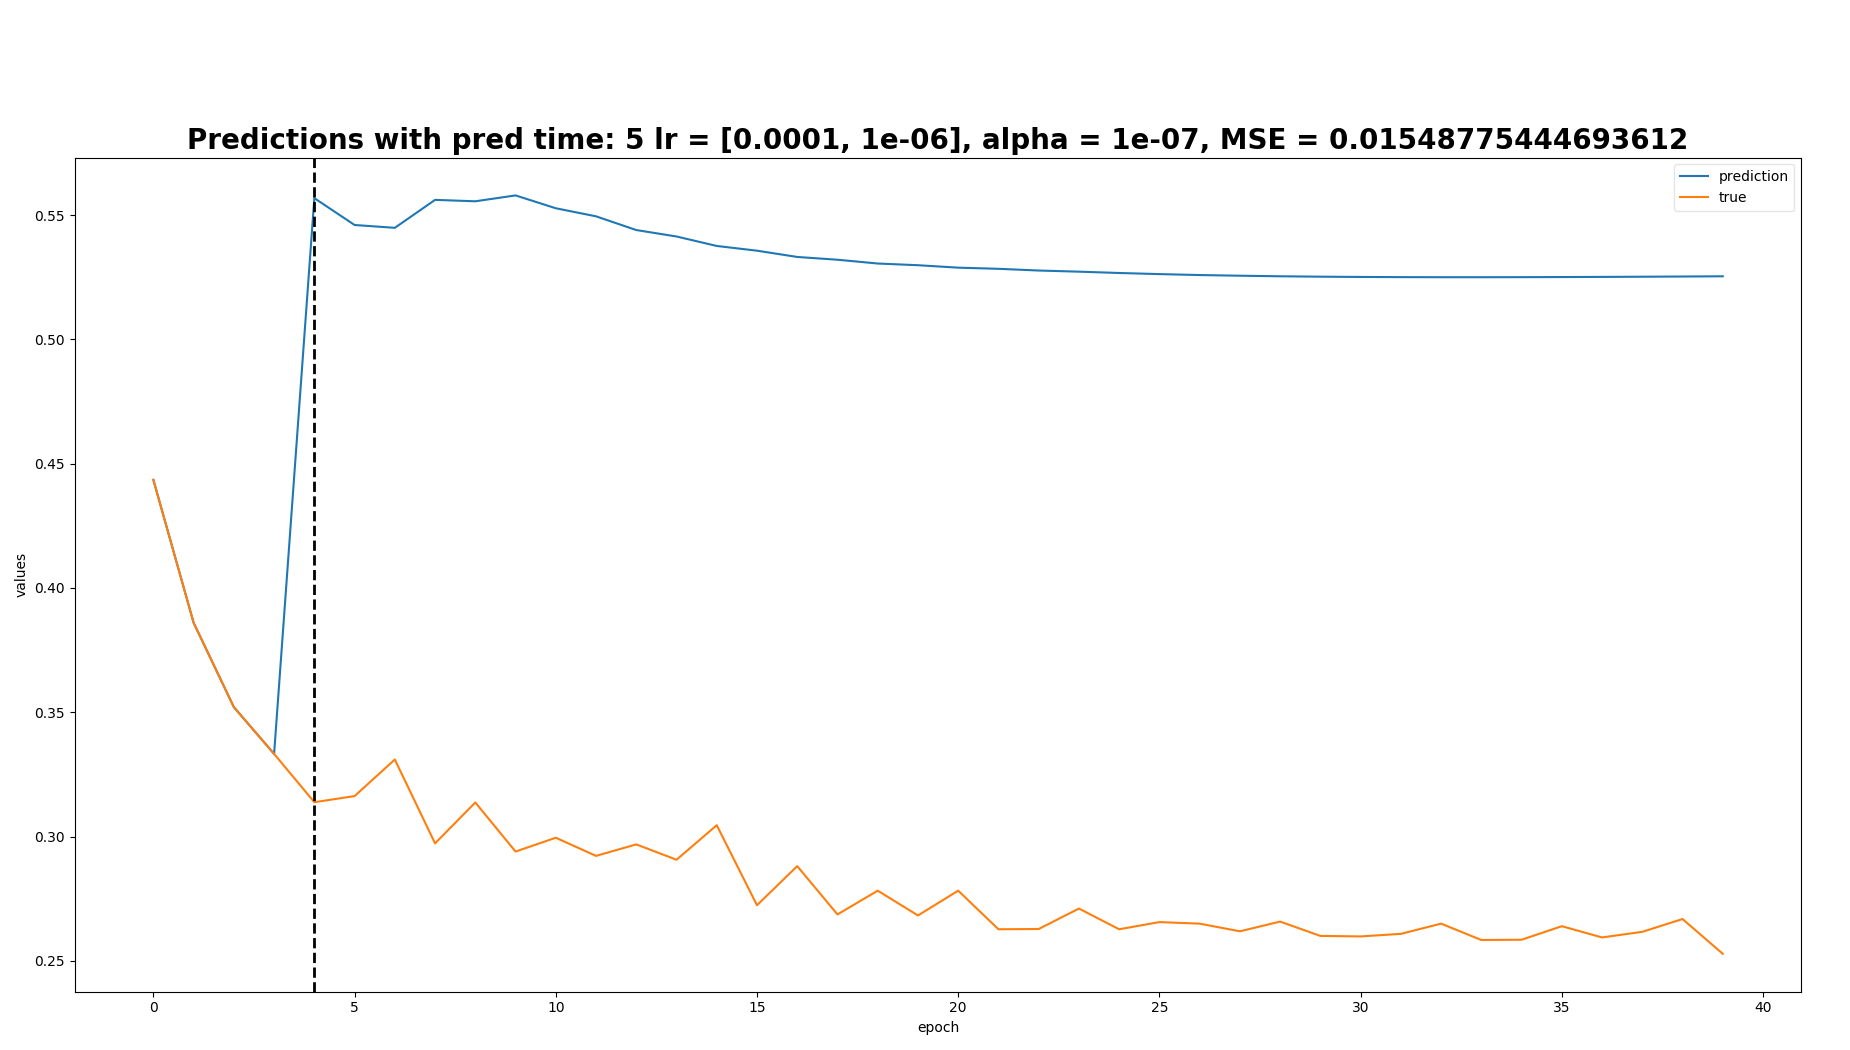 Predictions with pred time: 5 lr = [0.0001, 1e-06], alpha = 1e-07, MSE = 0.01548775444693612
prediction
true
0.55
0.50
0.45
0.40
0.35
0.30
0.25
values
0 5 10 15 20 25 30 35 40
epoch